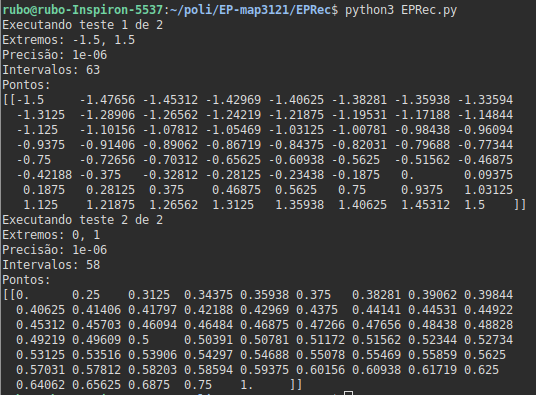 rubo@rubo-Inspiron-5537:~/poli/EP-map3121/EPRec$ python3 EPRec.py
Executando teste 1 de 2
Extremos: -1.5, 1.5
Precisão: 1e-06
Intervalos: 63
Pontos:
[[-1.5     -1.47656 -1.45312 -1.42969 -1.40625 -1.38281 -1.35938 -1.33594
  -1.3125  -1.28906 -1.26562 -1.24219 -1.21875 -1.19531 -1.17188 -1.14844
  -1.125   -1.10156 -1.07812 -1.05469 -1.03125 -1.00781 -0.98438 -0.96094
  -0.9375  -0.91406 -0.89062 -0.86719 -0.84375 -0.82031 -0.79688 -0.77344
  -0.75    -0.72656 -0.70312 -0.65625 -0.60938 -0.5625  -0.51562 -0.46875
  -0.42188 -0.375   -0.32812 -0.28125 -0.23438 -0.1875   0.       0.09375
   0.1875   0.28125  0.375    0.46875  0.5625   0.75     0.9375   1.03125
   1.125    1.21875  1.26562  1.3125   1.35938  1.40625  1.45312  1.5    ]]
Executando teste 2 de 2
Extremos: 0, 1
Precisão: 1e-06
Intervalos: 58
Pontos:
[[0.      0.25    0.3125  0.34375 0.35938 0.375   0.38281 0.39062 0.39844
  0.40625 0.41406 0.41797 0.42188 0.42969 0.4375  0.44141 0.44531 0.44922
  0.45312 0.45703 0.46094 0.46484 0.46875 0.47266 0.47656 0.48438 0.48828
  0.49219 0.49609 0.5     0.50391 0.50781 0.51172 0.51562 0.52344 0.52734
  0.53125 0.53516 0.53906 0.54297 0.54688 0.55078 0.55469 0.55859 0.5625
  0.57031 0.57812 0.58203 0.58594 0.59375 0.60156 0.60938 0.61719 0.625
  0.64062 0.65625 0.6875  0.75    1.     ]]